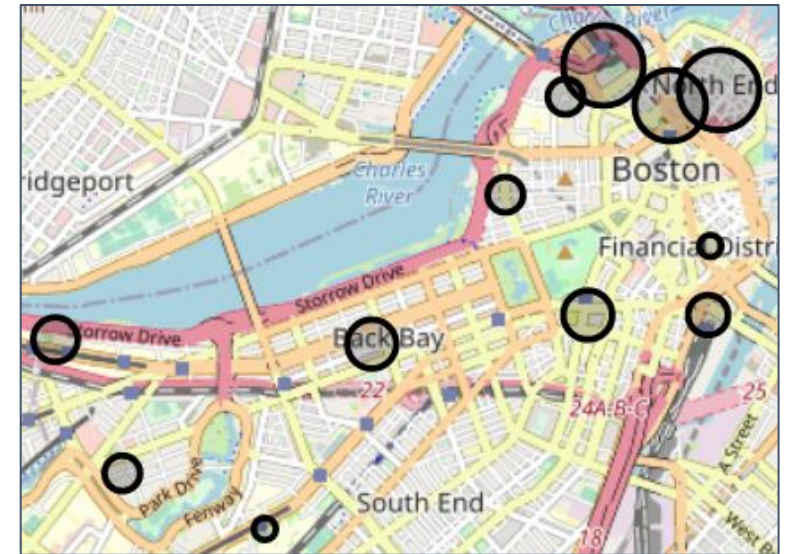 Charles River
North End
ridgeport
Charles
River
Boston
Financial Distri
Storrow Drive
torrow Drive
Back Bay
22
24A-B-C
25
A Street
Park Drive
Fenway
South End
18
West B